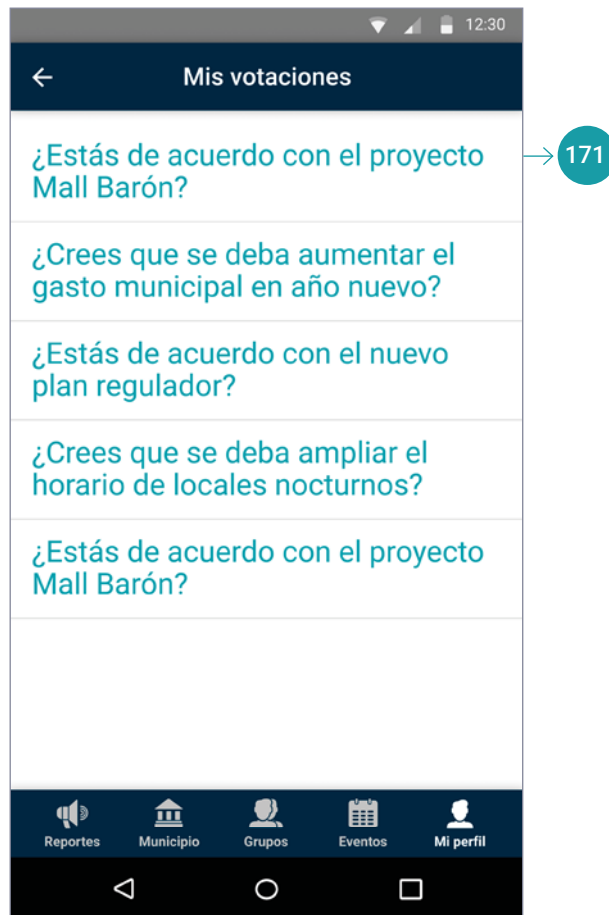 12:30
Mis votaciones
¿Estás de acuerdo con el proyecto
Mall Barón?
171
¿Crees que se deba aumentar el
gasto municipal en año nuevo?
¿Estás de acuerdo con el nuevo
plan regulador?
¿Crees que se deba ampliar el
horario de locales nocturnos?
¿Estás de acuerdo con el proyecto
Mall Barón?
Reportes Municipio Grupos Eventos Mi perfil